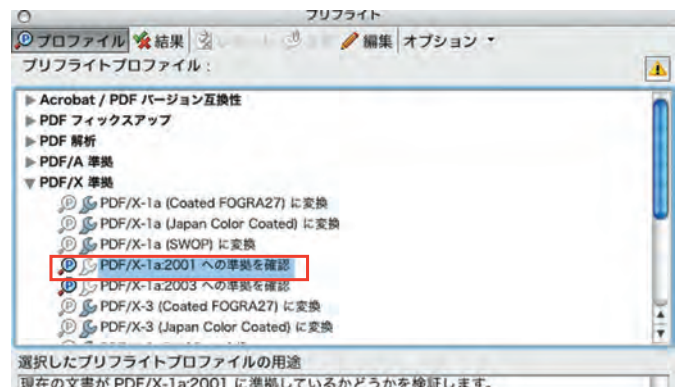 プリフライト
プロファイル 結果 編集 オプション
プリフライトプロファイル:
Acrobat / PDF バージョン互換性
PDF フィックスアップ
PDF 解析
PDF/A 準拠
PDF/X 準拠
PDF/X-1a (Coated FOGRA27) に変換
PDF/X-1a (Japan Color Coated) に変換
PDF/X-1a (SWOP) に変換
PDF/X-1a:2001 への準拠を確認
PDF/X-1a:2003 への準拠を確認
PDF/X-3 (Coated FOGRA27) に変換
PDF/X-3 (Japan Color Coated) に変換
選択したプリフライトプロファイルの用途
現在の文書が PDF/X-1a:2001 に準拠しているかどうかを検証します。